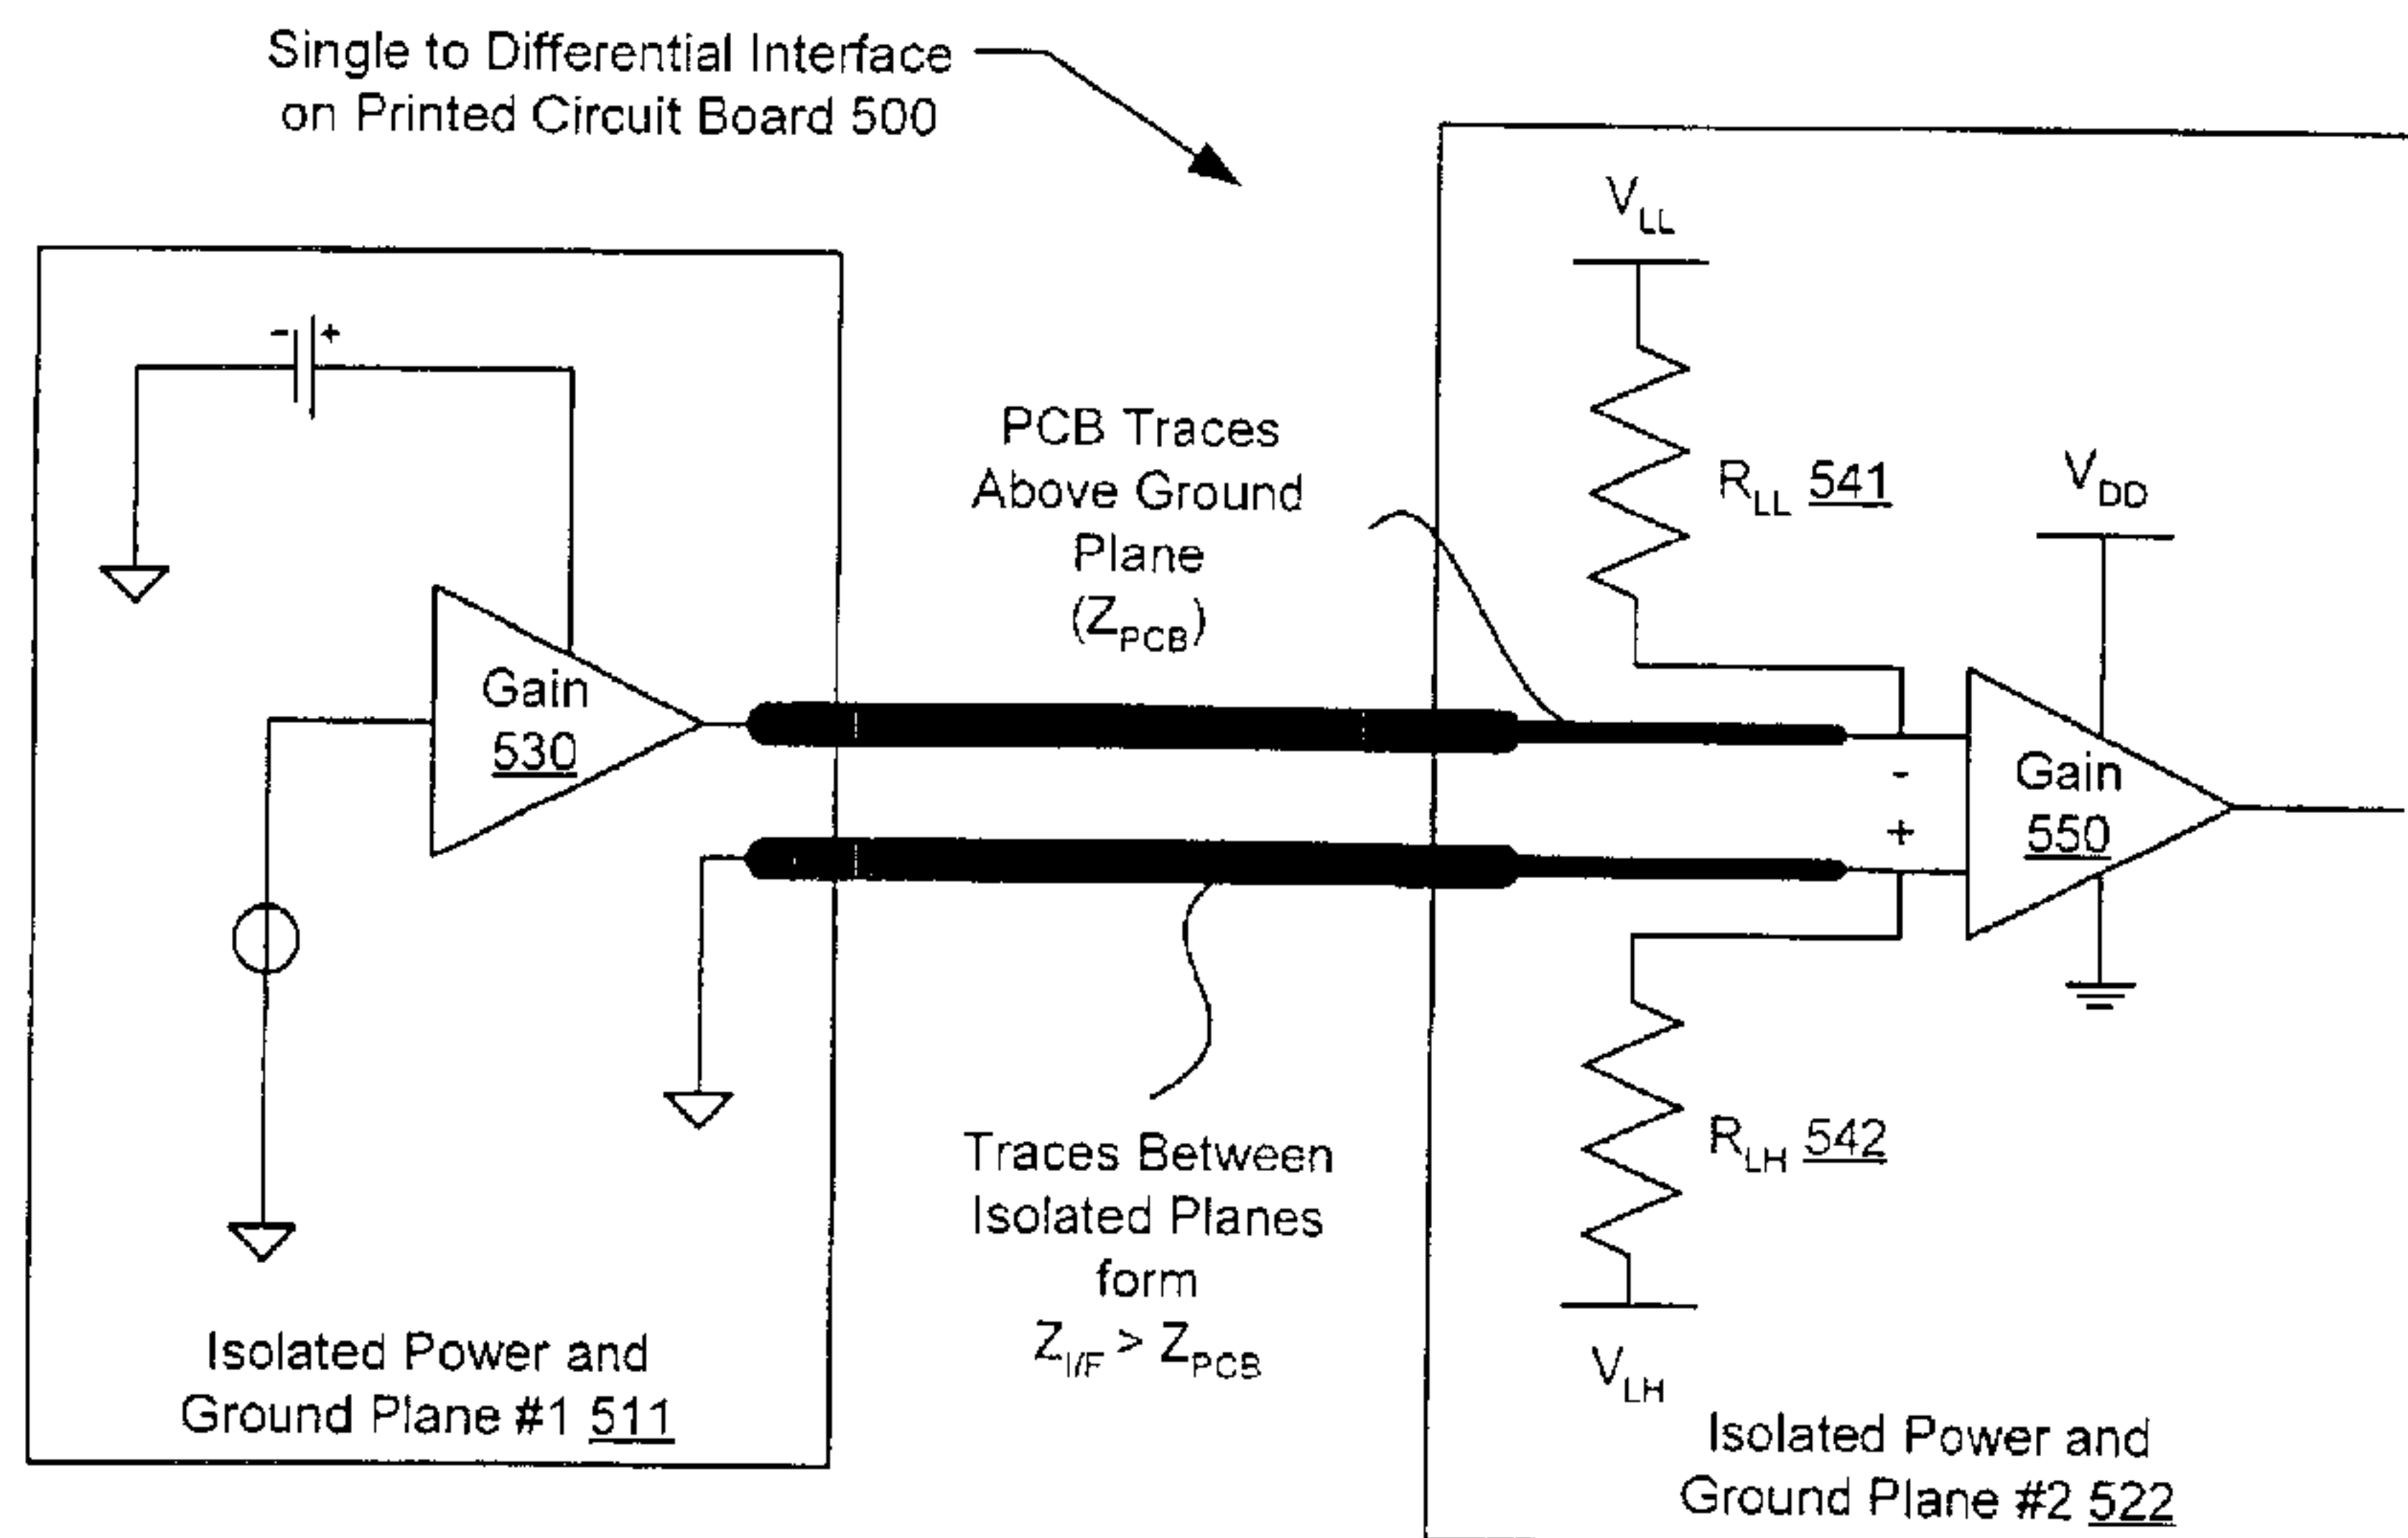 Single to Differential Interface
on Printed Circuit Board 500
V_LL
- +
PCB Traces
Above Ground
Plane
(Z_PCB)
R_LL 541
V_DD
Gain
530
-
+
Gain
550
Traces Between
Isolated Planes
form
Z_I/F > Z_PCB
R_LH 542
V_LH
Isolated Power and
Ground Plane #1 511
Isolated Power and
Ground Plane #2 522